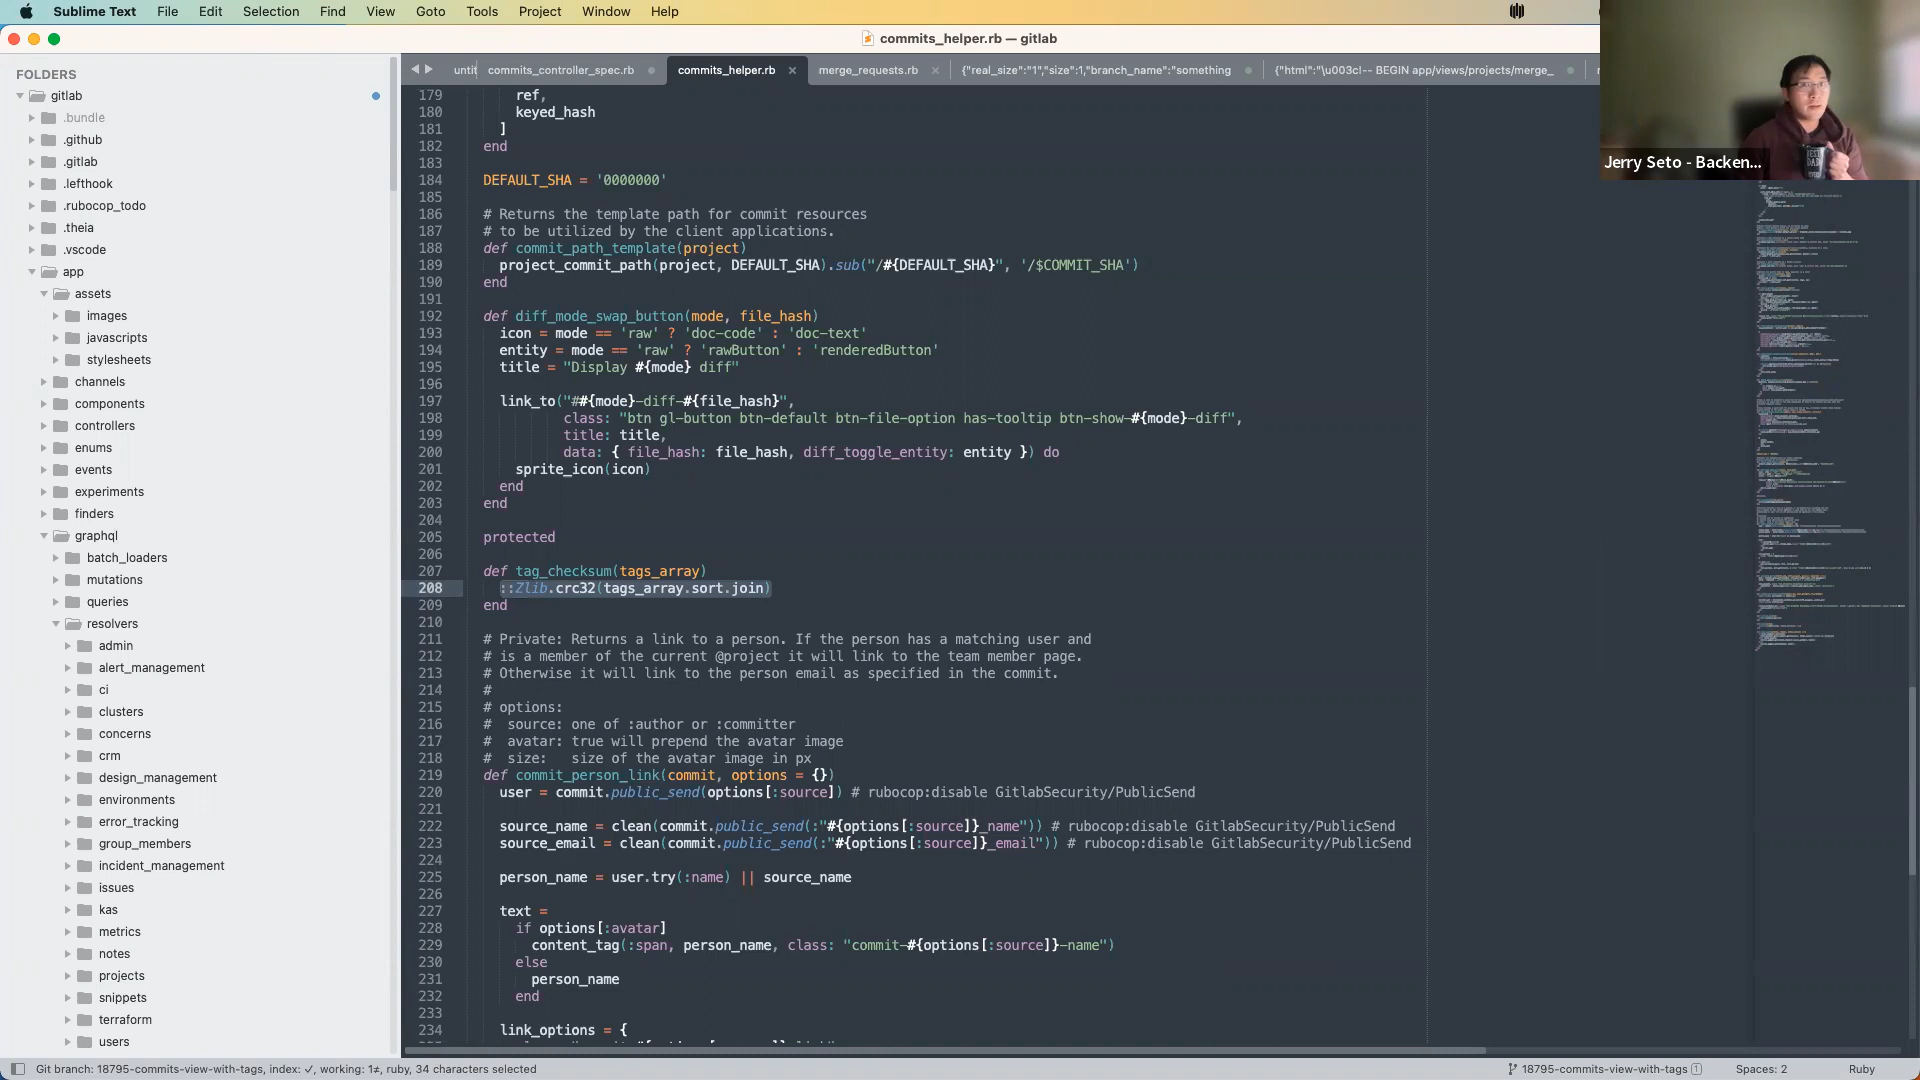 Sublime Text File Edit Selection Find View Goto Tools Project Window Help
commits_helper.rb — gitlab
Jerry Seto - Backen...
FOLDERS
gitlab
.bundle
.github
.gitlab
.lefthook
.rubocop_todo
.theia
.vscode
app
assets
images
javascripts
stylesheets
channels
components
controllers
enums
events
experiments
finders
graphql
batch_loaders
mutations
queries
resolvers
admin
alert_management
ci
clusters
concerns
crm
design_management
environments
error_tracking
group_members
incident_management
issues
kas
metrics
notes
projects
snippets
terraform
users
untit commits_controller_spec.rb commits_helper.rb merge_requests.rb {"real_size":"1","size":1,"branch_name":"something {"html":"\u003cl-- BEGIN app/views/projects/merge_
179 ref,
180 keyed_hash
181 ]
182 end
183
184 DEFAULT_SHA = '0000000'
185
186 # Returns the template path for commit resources
187 # to be utilized by the client applications.
188 def commit_path_template(project)
189 project_commit_path(project, DEFAULT_SHA).sub("/#{DEFAULT_SHA}", '/$COMMIT_SHA')
190 end
191
192 def diff_mode_swap_button(mode, file_hash)
193 icon = mode == 'raw' ? 'doc-code' : 'doc-text'
194 entity = mode == 'raw' ? 'rawButton' : 'renderedButton'
195 title = "Display #{mode} diff"
196
197 link_to("##{mode}-diff-#{file_hash}",
198 class: "btn gl-button btn-default btn-file-option has-tooltip btn-show-#{mode}-diff",
199 title: title,
200 data: { file_hash: file_hash, diff_toggle_entity: entity }) do
201 sprite_icon(icon)
202 end
203 end
204
205 protected
206
207 def tag_checksum(tags_array)
208 ::Zlib.crc32(tags_array.sort.join)
209 end
210
211 # Private: Returns a link to a person. If the person has a matching user and
212 # is a member of the current @project it will link to the team member page.
213 # Otherwise it will link to the person email as specified in the commit.
214 #
215 # options:
216 # source: one of :author or :committer
217 # avatar: true will prepend the avatar image
218 # size: size of the avatar image in px
219 def commit_person_link(commit, options = {})
220 user = commit.public_send(options[:source]) # rubocop:disable GitlabSecurity/PublicSend
221
222 source_name = clean(commit.public_send(:"#{options[:source]}_name")) # rubocop:disable GitlabSecurity/PublicSend
223 source_email = clean(commit.public_send(:"#{options[:source]}_email")) # rubocop:disable GitlabSecurity/PublicSend
224
225 person_name = user.try(:name) || source_name
226
227 text =
228 if options[:avatar]
229 content_tag(:span, person_name, class: "commit-#{options[:source]}-name")
230 else
231 person_name
232 end
233
234 link_options = {
Git branch: 18795-commits-view-with-tags, index: ✓, working: 1≠, ruby, 34 characters selected 18795-commits-view-with-tags 1 Spaces: 2 Ruby